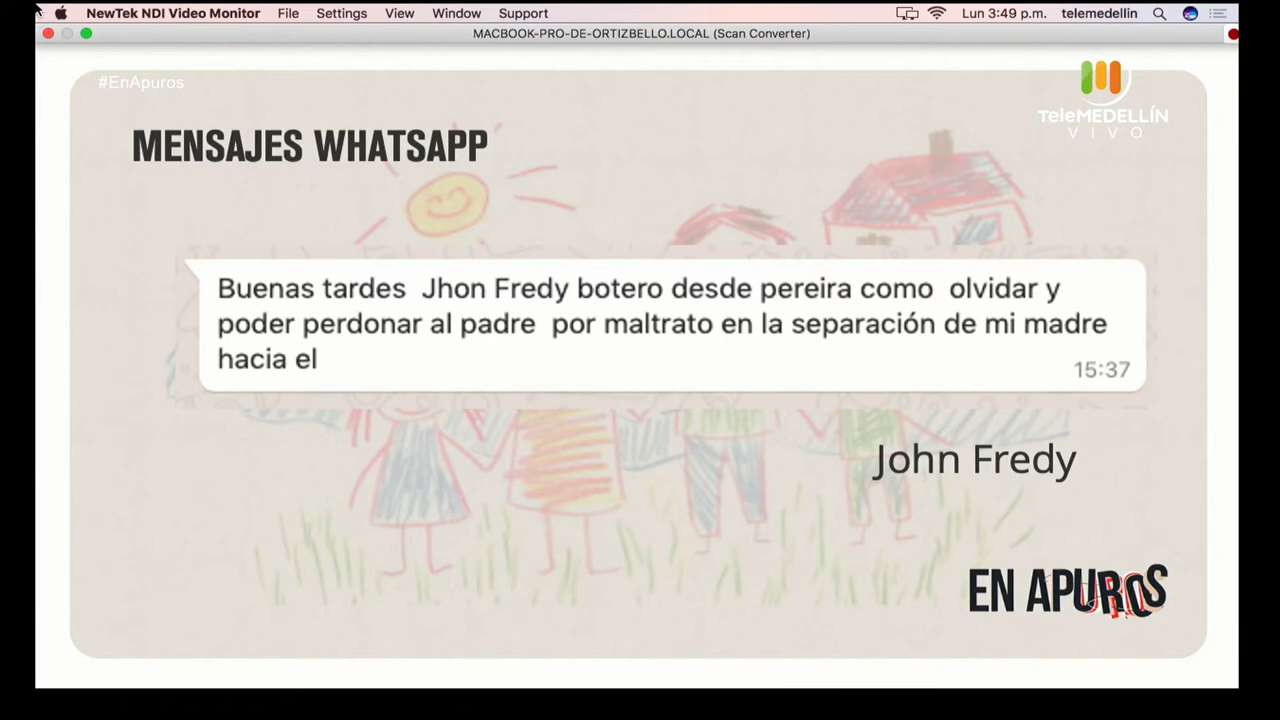 NewTek NDI Video Monitor File Settings View Window Support Lun 3:49 p.m. telemedellin
MACBOOK-PRO-DE-ORTIZBELLO.LOCAL (Scan Converter)
#EnApuros
TeleMEDELLÍN
VIVO
MENSAJES WHATSAPP
Buenas tardes Jhon Fredy botero desde pereira como olvidar y
poder perdonar al padre por maltrato en la separación de mi madre
hacia el
15:37
John Fredy
EN APUROS